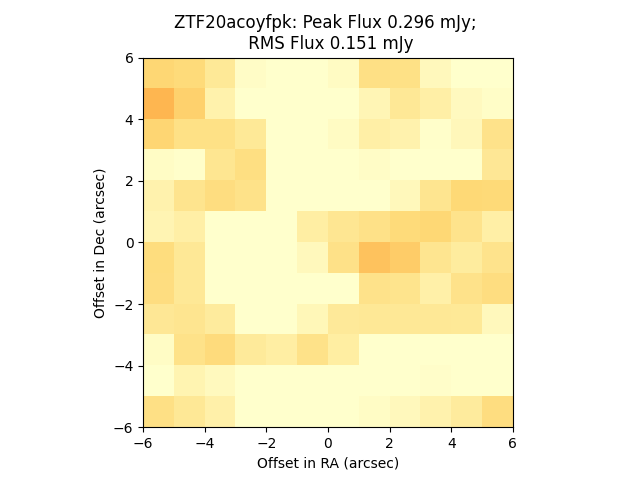 ZTF20acoyfpk: Peak Flux 0.296 mJy;
RMS Flux 0.151 mJy
6
4
2
0
−2
−4
−6
Offset in Dec (arcsec)
−6 −4 −2 0 2 4 6
Offset in RA (arcsec)